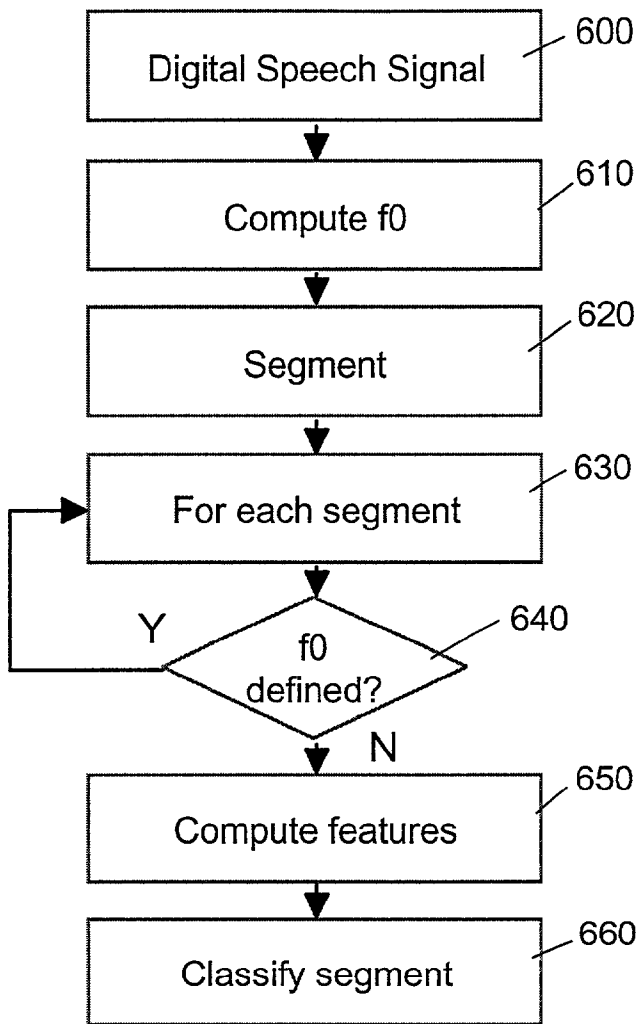 600
Digital Speech Signal
610
Compute f0
620
Segment
630
For each segment
Y
640
f0
defined?
N
650
Compute features
660
Classify segment